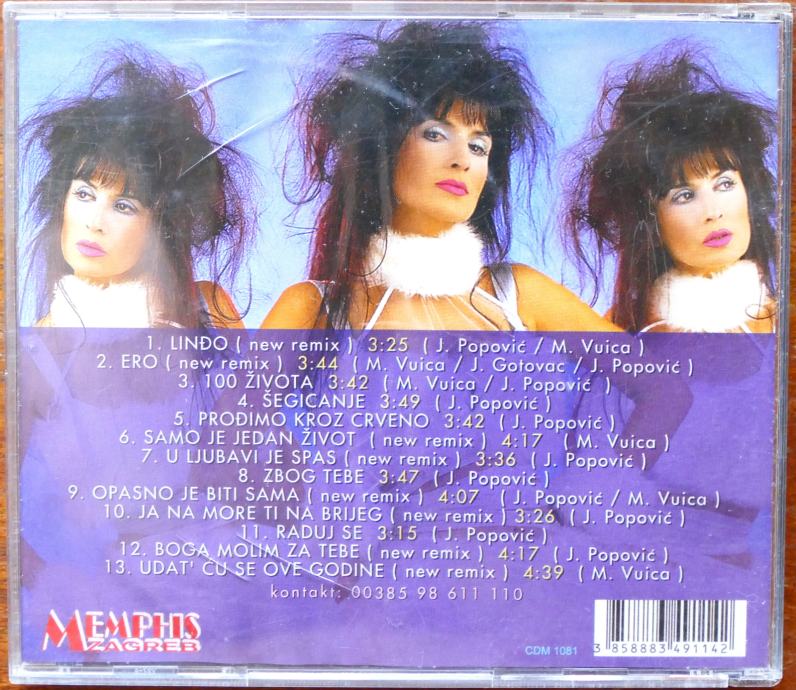 1. LINĐO ( new remix ) 3:25 ( J. Popović / M. Vuica )
2. ERO ( new remix ) 3:44 ( M. Vuica / J. Gotovac / J. Popović )
3. 100 ŽIVOTA 3:42 ( M. Vuica / J. Popović )
4. ŠEGICANJE 3:49 ( J. Popović )
5. PROĐIMO KROZ CRVENO 3:42 ( J. Popović )
6. SAMO JE JEDAN ŽIVOT ( new remix ) 4:17 ( M. Vuica )
7. U LJUBAVI JE SPAS ( new remix ) 3:36 ( J. Popović )
8. ZBOG TEBE 3:47 ( J. Popović )
9. OPASNO JE BITI SAMA ( new remix ) 4:07 ( J. Popović / M. Vuica )
10. JA NA MORE TI NA BRIJEG ( new remix ) 3:26 ( J. Popović )
11. RADUJ SE 3:15 ( J. Popović )
12. BOGA MOLIM ZA TEBE ( new remix ) 4:17 ( J. Popović )
13. UDAT' ĆU SE OVE GODINE ( new remix ) 4:39 ( M. Vuica )
kontakt: 00385 98 611 110
MEMPHIS
ZAGREB
CDM 1081
3 858883 491142